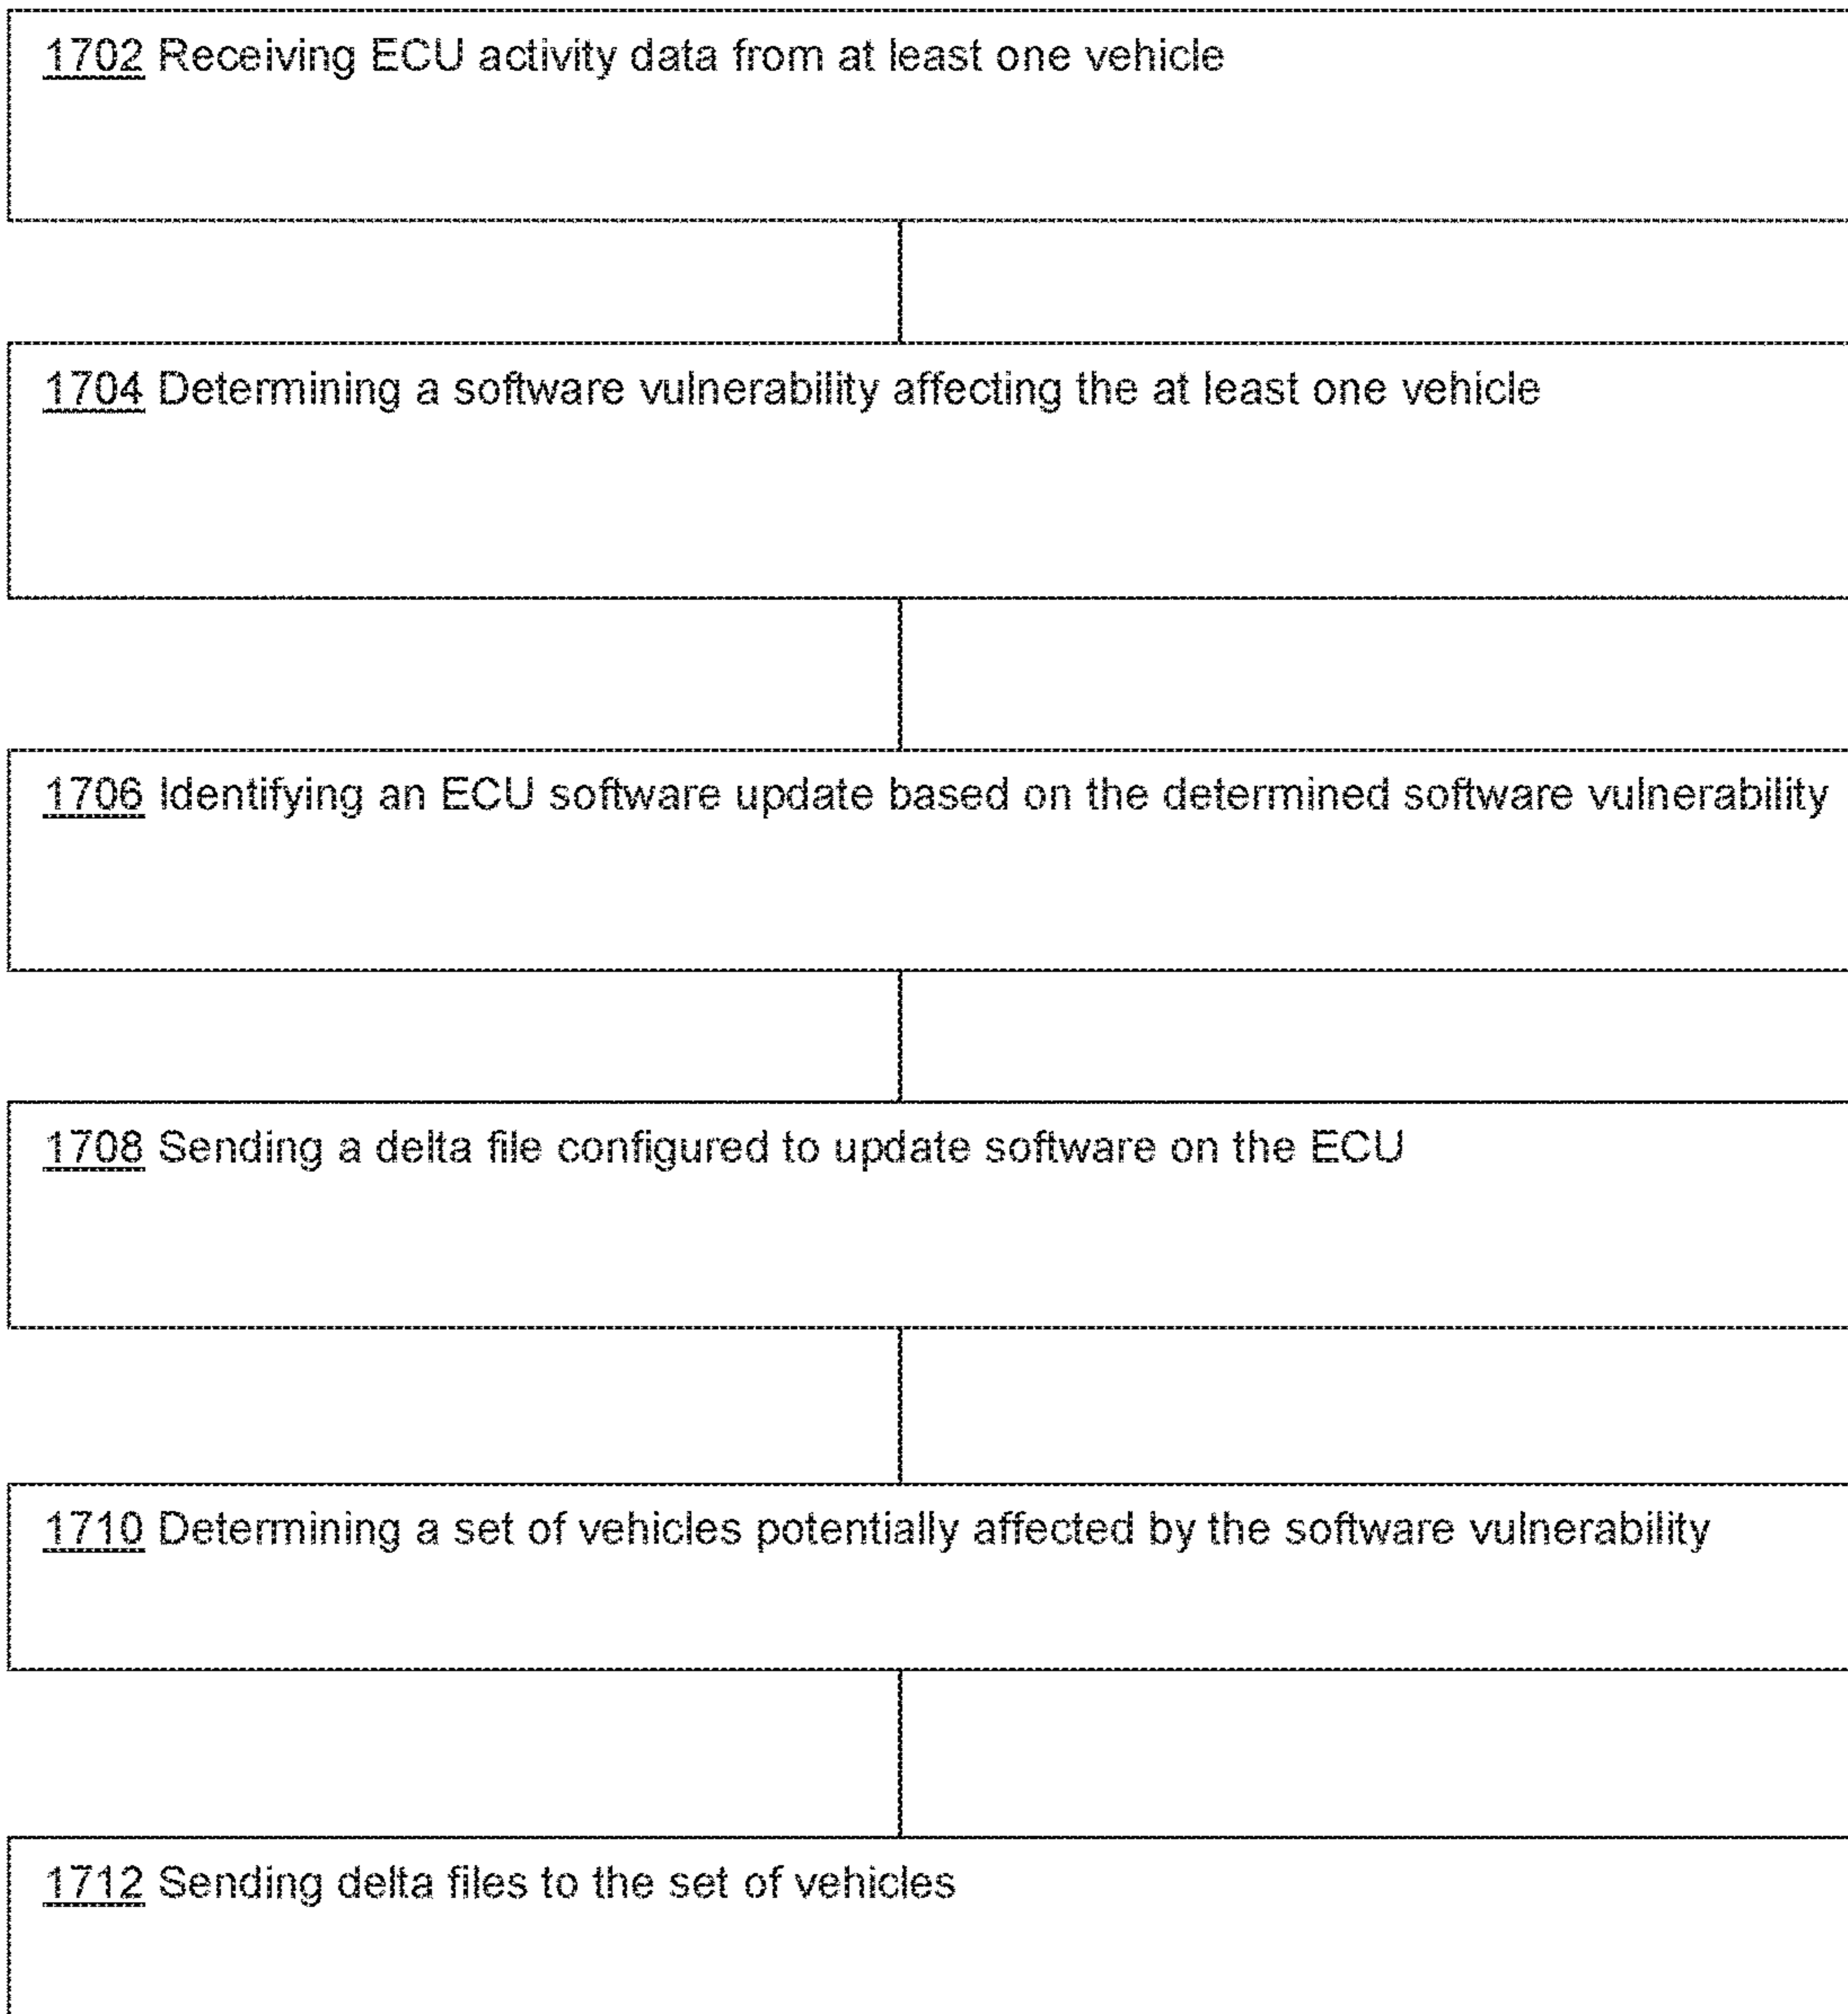 1702 Receiving ECU activity data from at least one vehicle
1704 Determining a software vulnerability affecting the at least one vehicle
1706 Identifying an ECU software update based on the determined software vulnerability
1708 Sending a delta file configured to update software on the ECU
1710 Determining a set of vehicles potentially affected by the software vulnerability
1712 Sending delta files to the set of vehicles